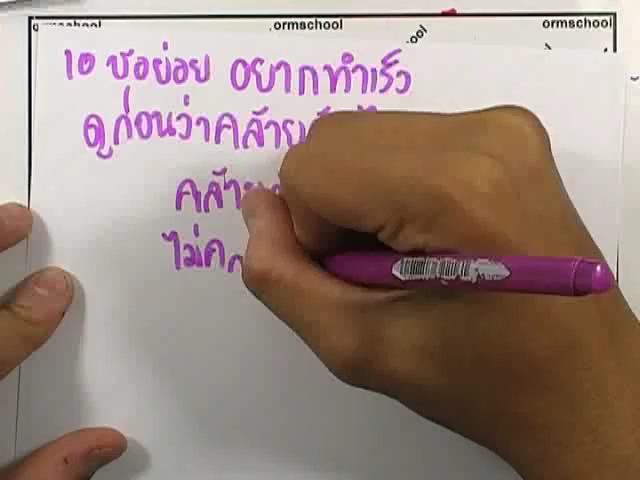 ormschool ormschool ormschool
10 ข้อย่อย อยากทำเร็ว
ดูก่อนว่าคล้าย
คล้าย
ไม่ค